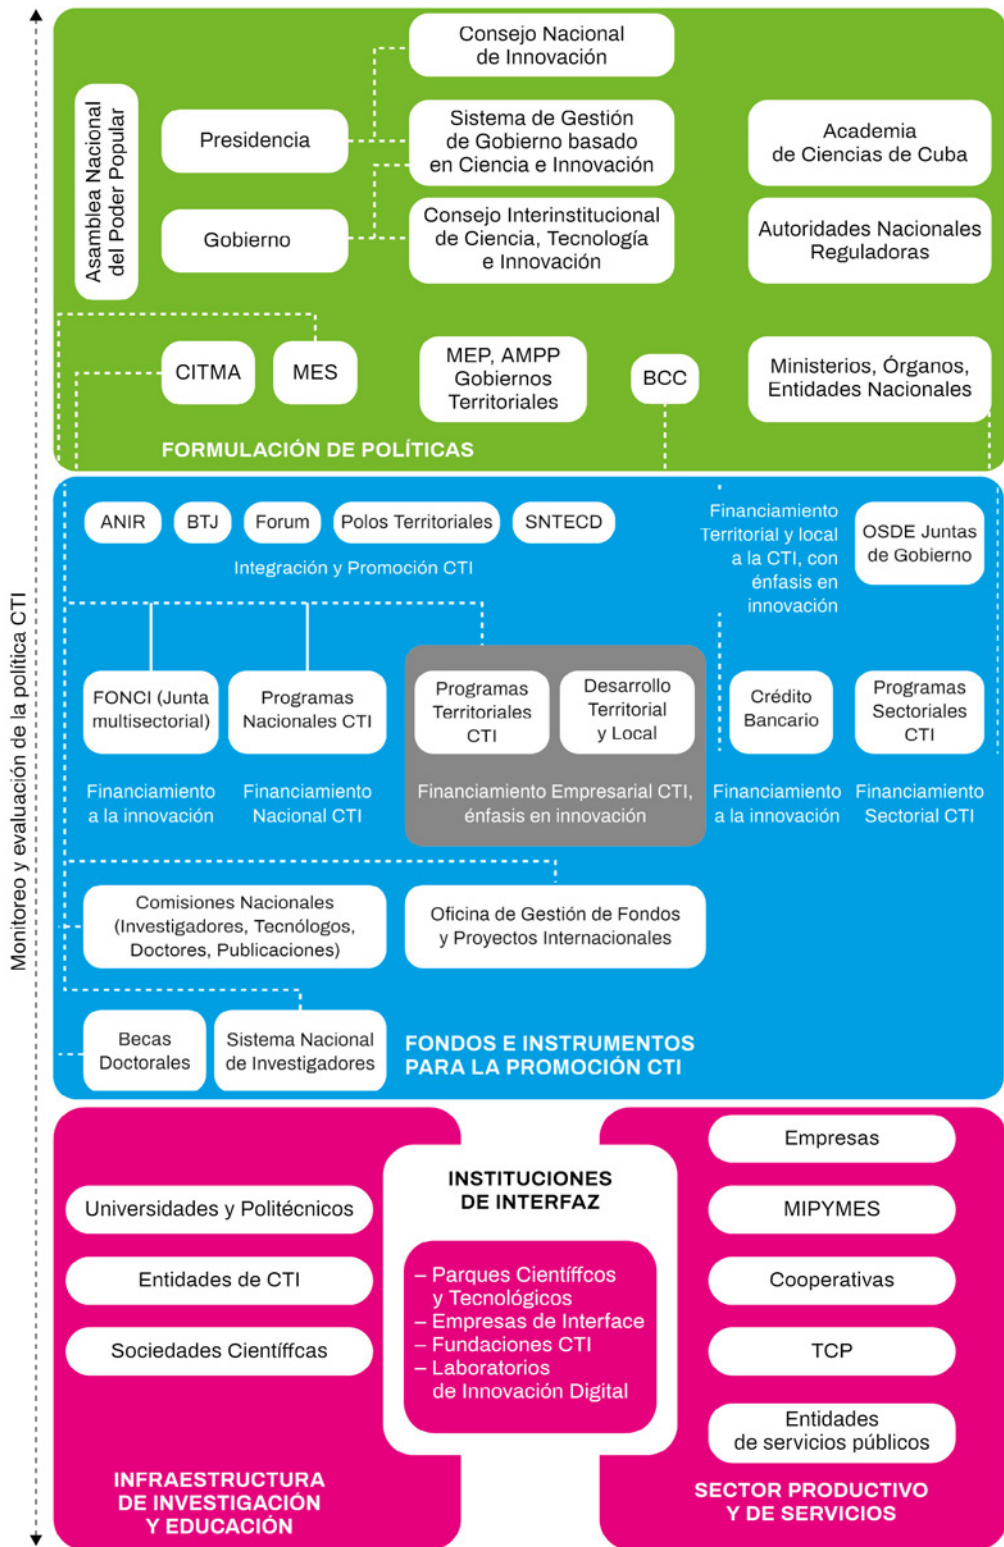 Monitoreo y evaluación de la política CTI
Asamblea Nacional
del Poder Popular
Presidencia
Gobierno
Consejo Nacional
de Innovación
Sistema de Gestión
de Gobierno basado
en Ciencia e Innovación
Consejo Interinstitucional
de Ciencia, Tecnología
e Innovación
Academia
de Ciencias de Cuba
Autoridades Nacionales
Reguladoras
CITMA
MES
MEP, AMPP
Gobiernos
Territoriales
BCC
Ministerios, Órganos,
Entidades Nacionales
FORMULACIÓN DE POLÍTICAS
ANIR
BTJ
Forum
Polos Territoriales
SNTECD
Integración y Promoción CTI
Financiamiento
Territorial y local
a la CTI, con
énfasis en
innovación
OSDE Juntas
de Gobierno
FONCI (Junta
multisectorial)
Programas
Nacionales CTI
Programas
Territoriales
CTI
Desarrollo
Territorial
y Local
Crédito
Bancario
Programas
Sectoriales
CTI
Financiamiento
a la innovación
Financiamiento
Nacional CTI
Financiamiento Empresarial CTI,
énfasis en innovación
Financiamiento
a la innovación
Financiamiento
Sectorial CTI
Comisiones Nacionales
(Investigadores, Tecnólogos,
Doctores, Publicaciones)
Oficina de Gestión de Fondos
y Proyectos Internacionales
Becas
Doctorales
Sistema Nacional
de Investigadores
FONDOS E INSTRUMENTOS
PARA LA PROMOCIÓN CTI
Universidades y Politécnicos
Entidades de CTI
Sociedades Científfcas
INFRAESTRUCTURA
DE INVESTIGACIÓN
Y EDUCACIÓN
INSTITUCIONES
DE INTERFAZ
– Parques Científfcos
y Tecnológicos
– Empresas de Interface
– Fundaciones CTI
– Laboratorios
de Innovación Digital
Empresas
MIPYMES
Cooperativas
TCP
Entidades
de servicios públicos
SECTOR PRODUCTIVO
Y DE SERVICIOS